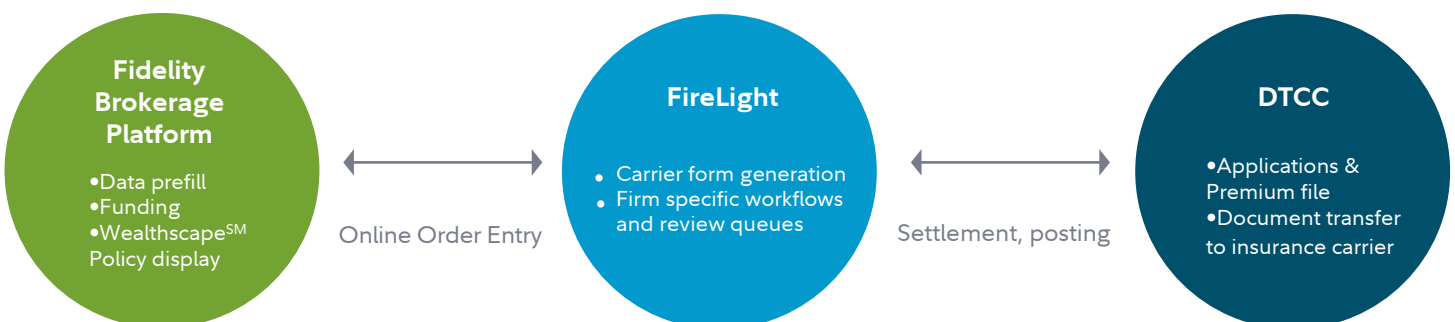 Fidelity
Brokerage
Platform
•Data prefill
•Funding
•Wealthscape℠
Policy display
Online Order Entry
FireLight
• Carrier form generation
• Firm specific workflows
and review queues
Settlement, posting
DTCC
•Applications &
Premium file
•Document transfer
to insurance carrier